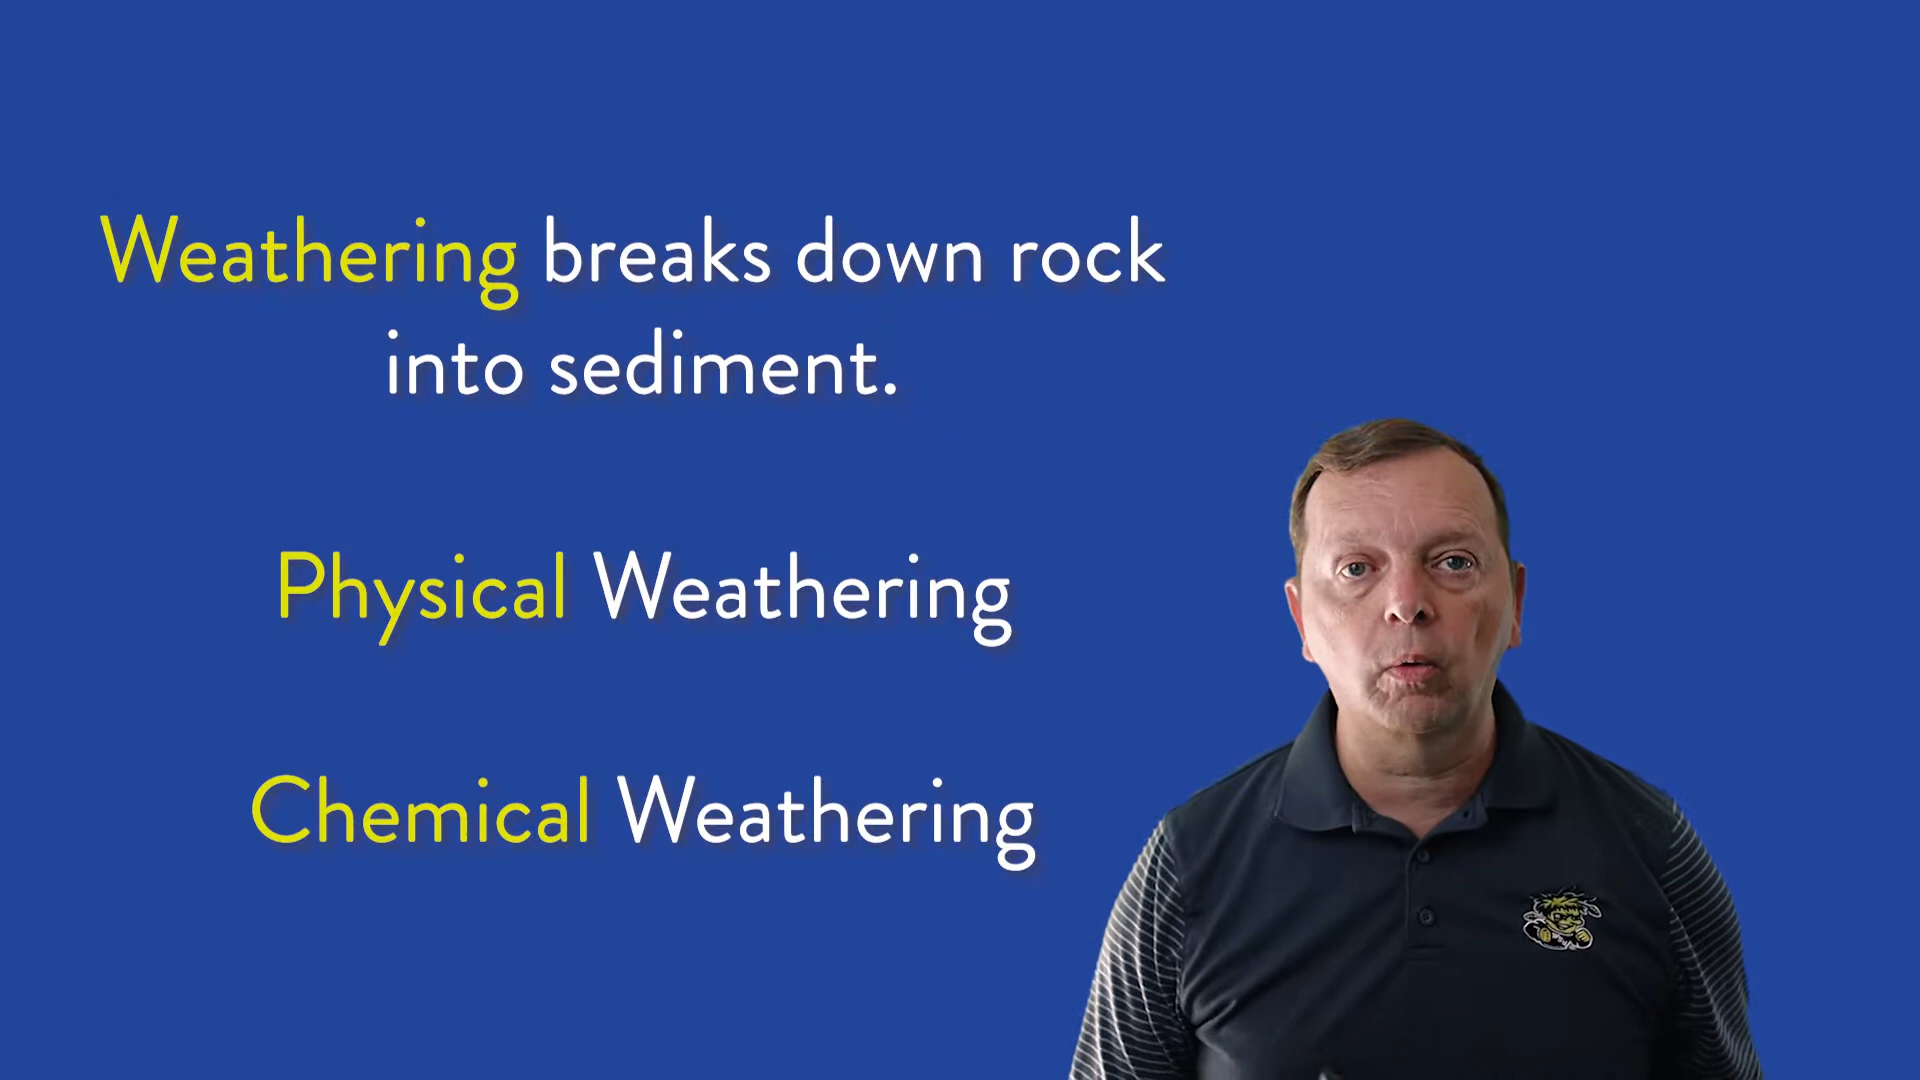 Weathering breaks down rock
into sediment.
Physical Weathering
Chemical Weathering